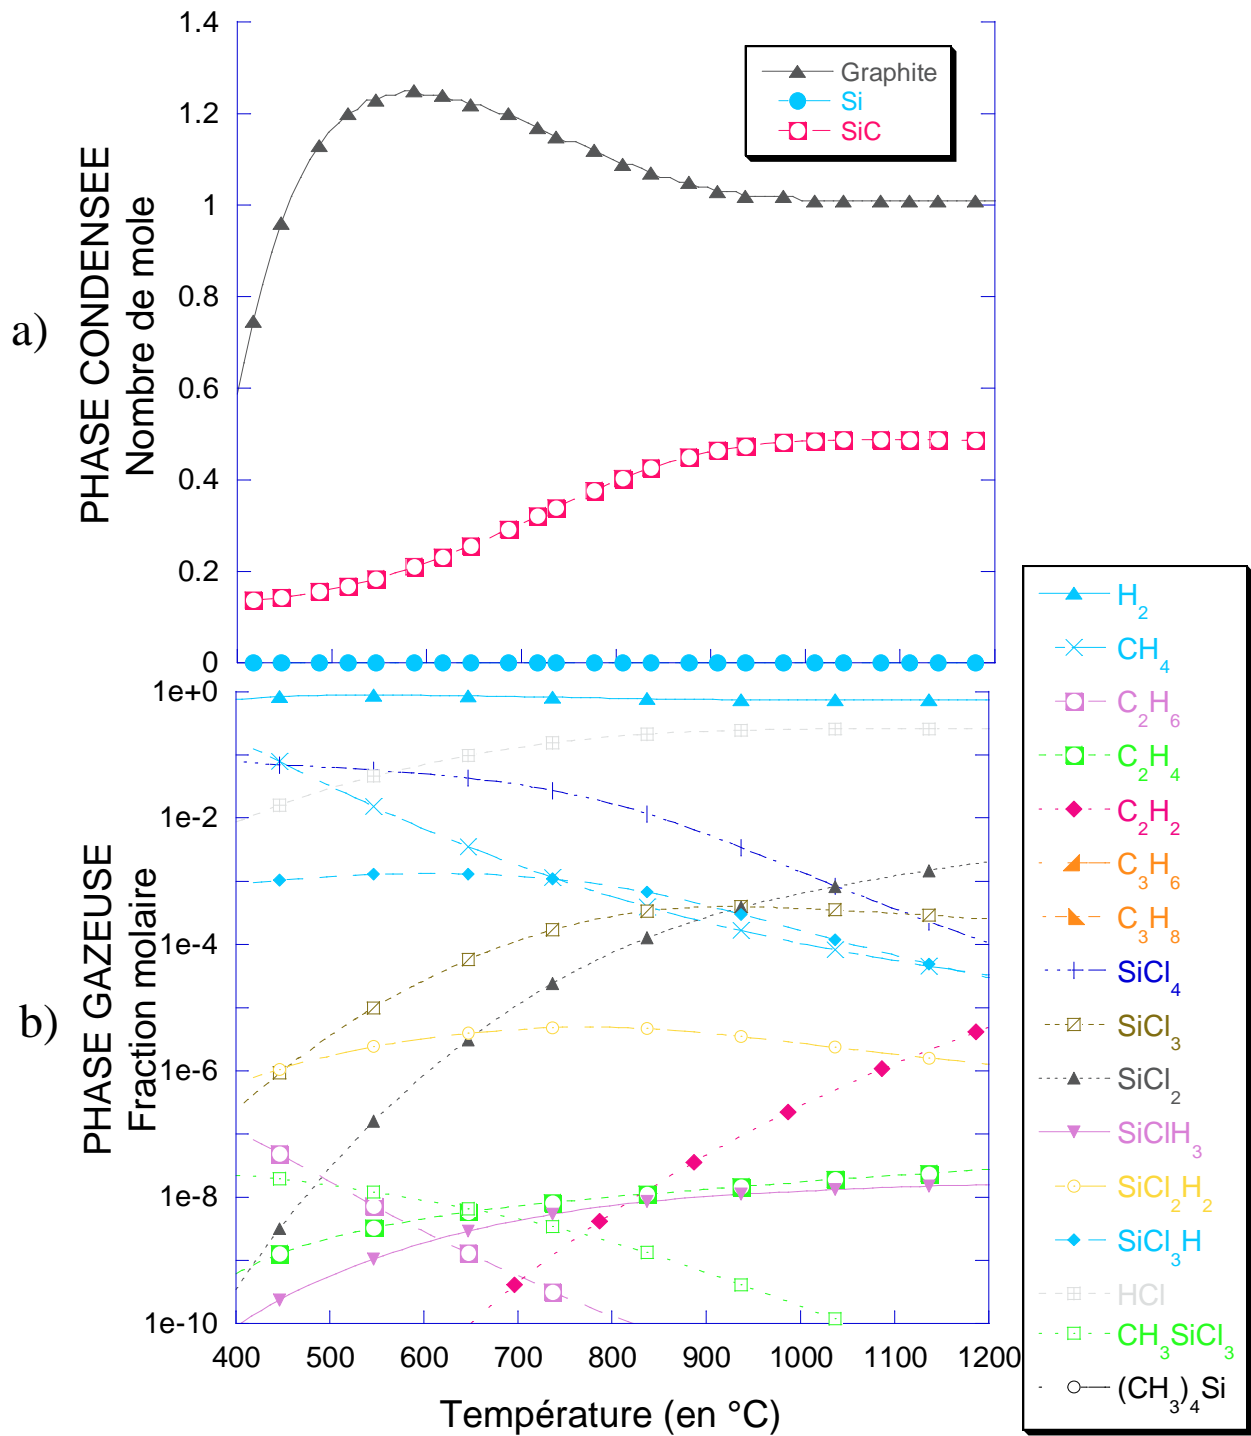 1.4
1.2
1
0.8
0.6
0.4
0.2
0
a)
PHASE CONDENSEE
Nombre de mole
Graphite
Si
SiC
1e+0
1e-2
1e-4
1e-6
1e-8
1e-10
b)
PHASE GAZEUSE
Fraction molaire
400 500 600 700 800 900 1000 1100 1200
Température (en °C)
H2
CH4
C2H6
C2H4
C2H2
C3H6
C3H8
SiCl4
SiCl3
SiCl2
SiClH3
SiCl2H2
SiCl3H
HCl
CH3SiCl3
(CH3)4Si